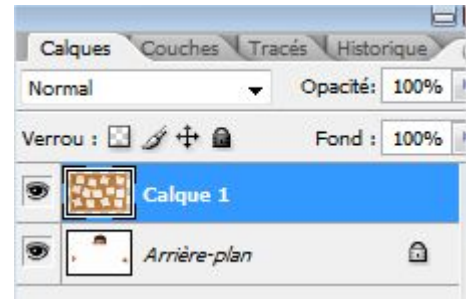 Calques Couches Tracés Historique
Normal Opacité: 100%
Verrou : Fond : 100%
Calque 1
Arrière-plan